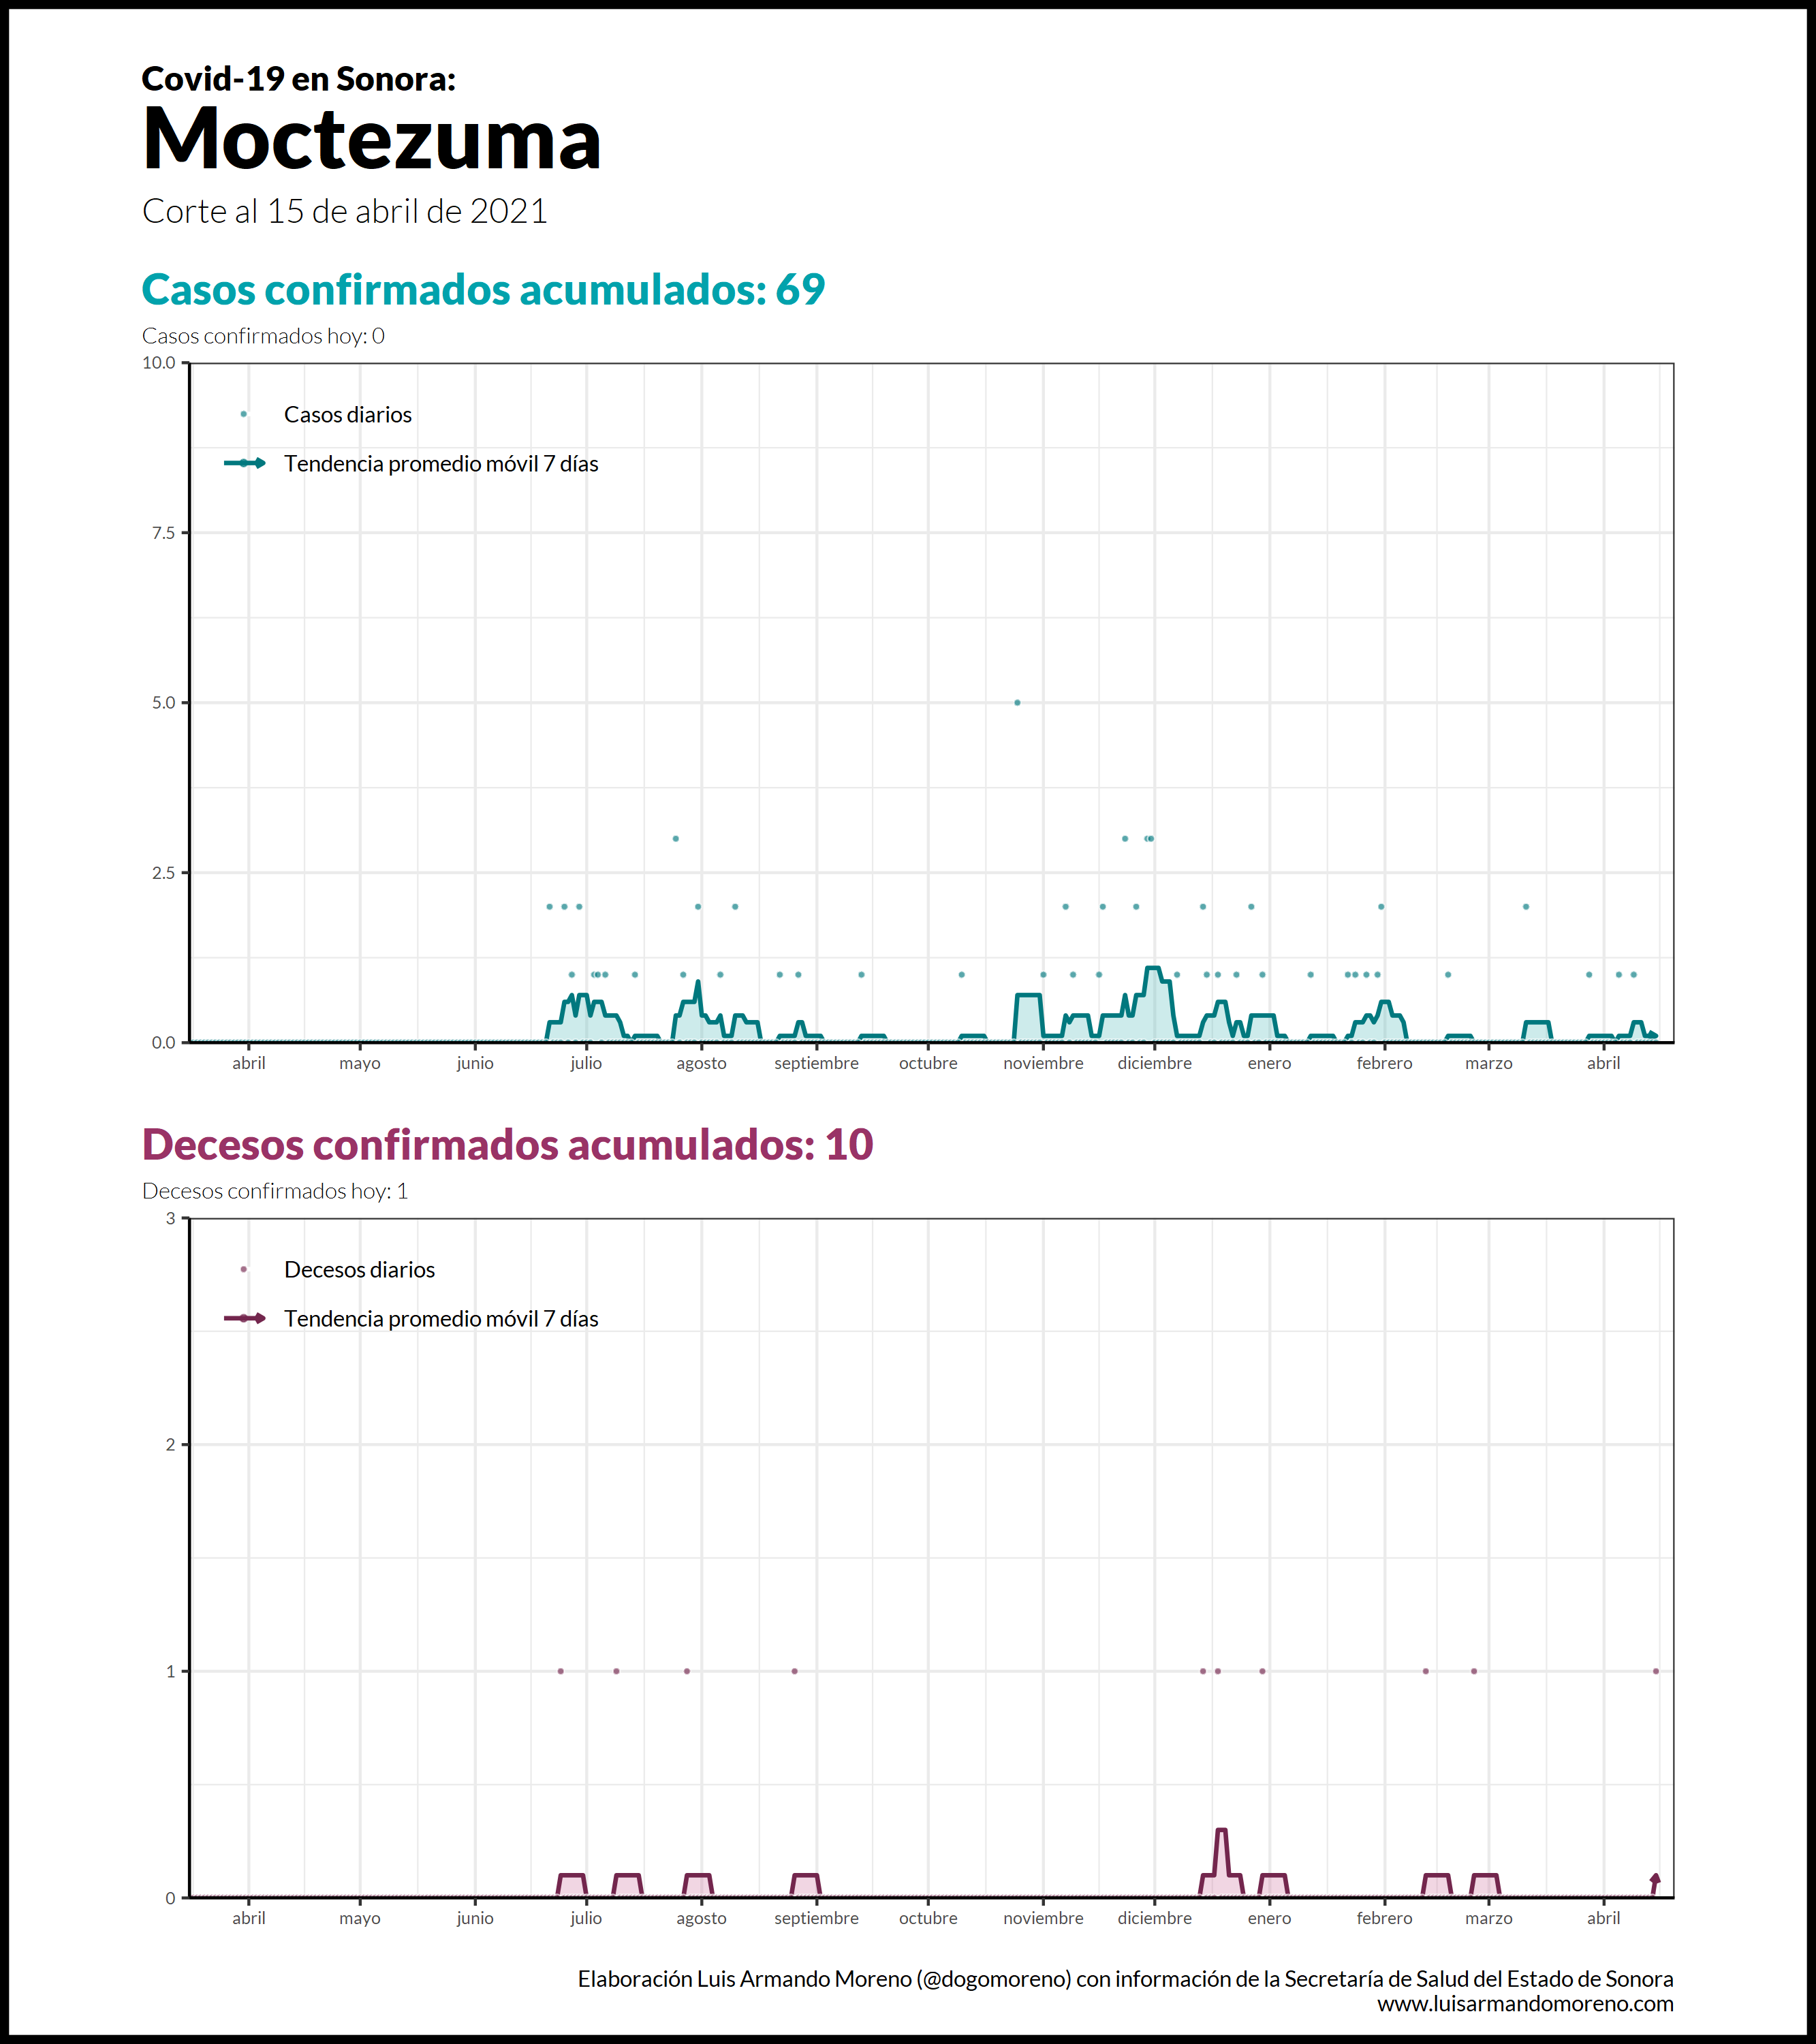 Covid-19 en Sonora:
Moctezuma
Corte al 15 de abril de 2021
Casos confirmados acumulados: 69
Casos confirmados hoy: 0
10.0
Casos diarios
Tendencia promedio móvil 7 días
7.5
5.0
2.5
0.0
abril mayo junio julio agosto septiembre octubre noviembre diciembre enero febrero marzo abril
Decesos confirmados acumulados: 10
Decesos confirmados hoy: 1
3
Decesos diarios
Tendencia promedio móvil 7 días
2
1
0
abril mayo junio julio agosto septiembre octubre noviembre diciembre enero febrero marzo abril
Elaboración Luis Armando Moreno (@dogomoreno) con información de la Secretaría de Salud del Estado de Sonora
www.luisarmandomoreno.com